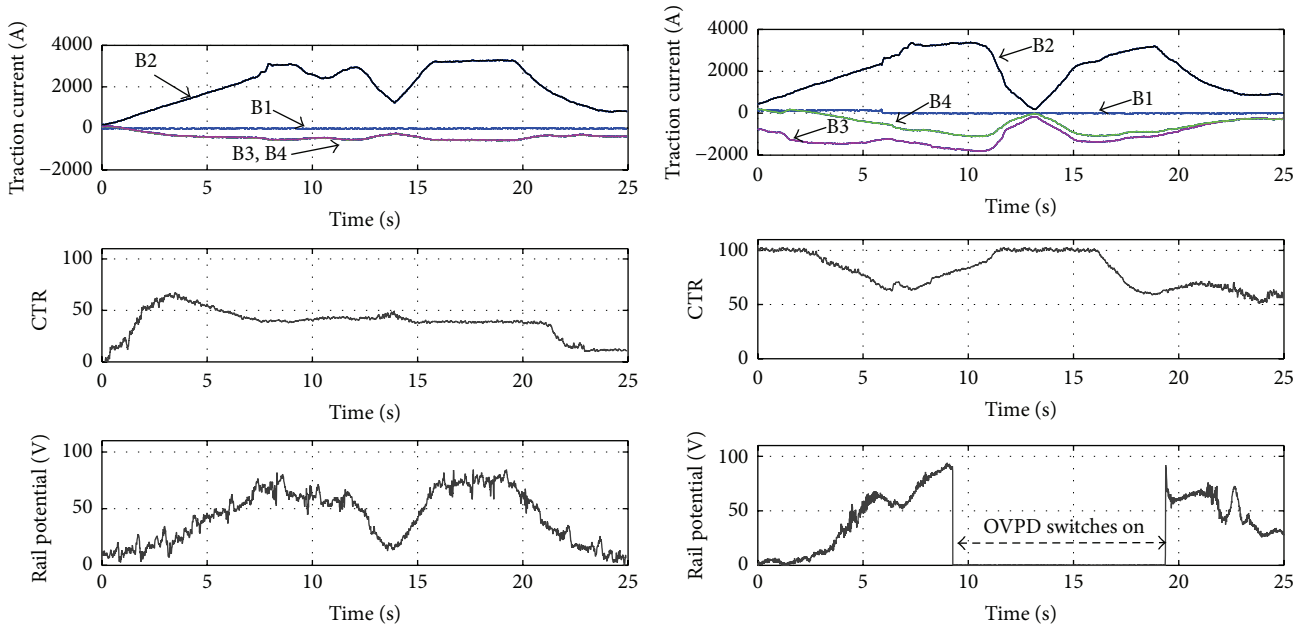 Traction current (A)
4000
2000
0
−2000
B2
B1
B3, B4
0
5
10
15
20
25
Time (s)
CTR
100
50
0
0
5
10
15
20
25
Time (s)
Rail potential (V)
100
50
0
0
5
10
15
20
25
Time (s)
Traction current (A)
4000
2000
0
−2000
B2
B4
B1
B3
0
5
10
15
20
25
Time (s)
CTR
100
50
0
0
5
10
15
20
25
Time (s)
Rail potential (V)
100
50
0
OVPD switches on
0
5
10
15
20
25
Time (s)